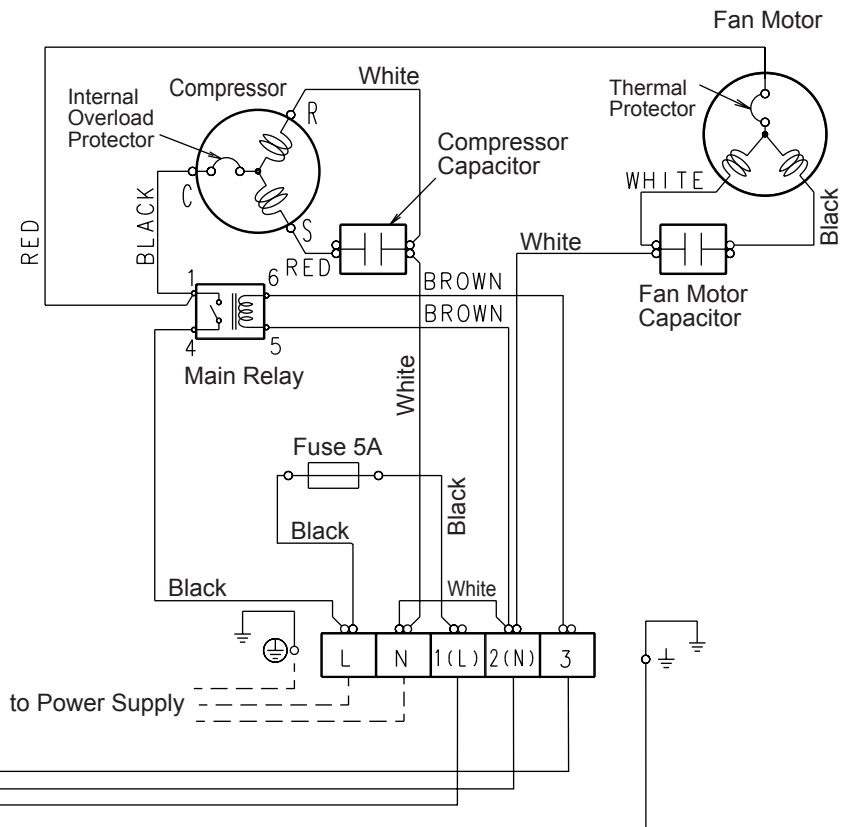 Fan Motor
White
Compressor
Internal
Overload
Protector
R
Thermal
Protector
Compressor
Capacitor
C
WHITE
S
RED
BLACK
RED
White
Black
1
6
BROWN
Fan Motor
Capacitor
BROWN
4
5
Main Relay
White
Fuse 5A
Black
Black
Black
White
L
N
1(L)
2(N)
3
to Power Supply